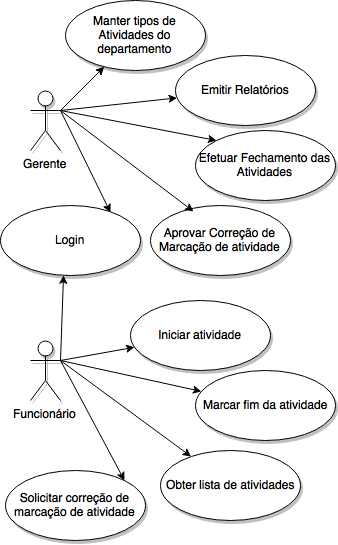 Manter tipos de
Atividades do
departamento
Emitir Relatórios
Gerente
Efetuar Fechamento das
Atividades
Login
Aprovar Correção de
Marcação de atividade
Iniciar atividade
Funcionário
Marcar fim da atividade
Obter lista de atividades
Solicitar correção de
marcação de atividade